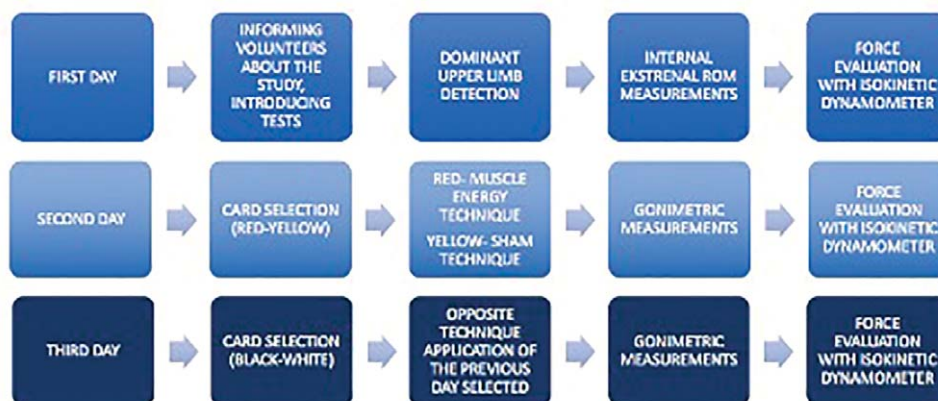 FIRST DAY
INFORMING
VOLUNTEERS
ABOUT THE
STUDY,
INTRODUCING
TESTS
DOMINANT
UPPER LIMB
DETECTION
INTERNAL
EKSTRENAL ROM
MEASUREMENTS
FORCE
EVALUATION
WITH ISOKINETIC
DYNAMOMETER
SECOND DAY
CARD SELECTION
(RED-YELLOW)
RED- MUSCLE
ENERGY
TECHNIQUE
YELLOW- SHAM
TECHNIQUE
GONIMETRIC
MEASUREMENTS
FORCE
EVALUATION
WITH ISOKINETIC
DYNAMOMETER
THIRD DAY
CARD SELECTION
(BLACK-WHITE)
OPPOSITE
TECHNIQUE
APPLICATION OF
THE PREVIOUS
DAY SELECTED
GONIMETRIC
MEASUREMENTS
FORCE
EVALUATION
WITH ISOKINETIC
DYNAMOMETER